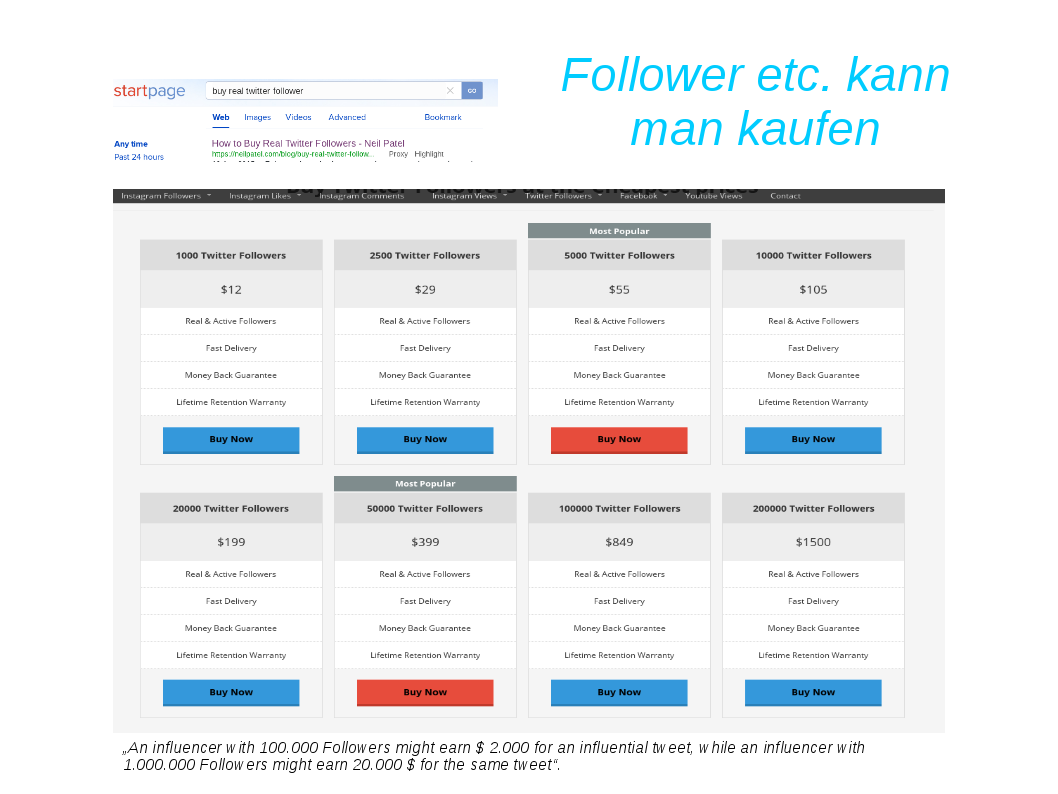 Follower etc. kann
man kaufen
startpage
buy real twitter follower
GO
Web Images Videos Advanced Bookmark
Any time
Past 24 hours
How to Buy Real Twitter Followers - Neil Patel
https://neilpatel.com/blog/buy-real-twitter-follow... Proxy Highlight
Buy Twitter Followers at the cheapest prices
Instagram Followers Instagram Likes Instagram Comments Instagram Views Twitter Followers Facebook Youtube Views Contact
Most Popular
1000 Twitter Followers 2500 Twitter Followers 5000 Twitter Followers 10000 Twitter Followers
$12 $29 $55 $105
Real & Active Followers Real & Active Followers Real & Active Followers Real & Active Followers
Fast Delivery Fast Delivery Fast Delivery Fast Delivery
Money Back Guarantee Money Back Guarantee Money Back Guarantee Money Back Guarantee
Lifetime Retention Warranty Lifetime Retention Warranty Lifetime Retention Warranty Lifetime Retention Warranty
Buy Now Buy Now Buy Now Buy Now
Most Popular
20000 Twitter Followers 50000 Twitter Followers 100000 Twitter Followers 200000 Twitter Followers
$199 $399 $849 $1500
Real & Active Followers Real & Active Followers Real & Active Followers Real & Active Followers
Fast Delivery Fast Delivery Fast Delivery Fast Delivery
Money Back Guarantee Money Back Guarantee Money Back Guarantee Money Back Guarantee
Lifetime Retention Warranty Lifetime Retention Warranty Lifetime Retention Warranty Lifetime Retention Warranty
Buy Now Buy Now Buy Now Buy Now
„An influencer with 100.000 Followers might earn $ 2.000 for an influential tweet, while an influencer with
1.000.000 Followers might earn 20.000 $ for the same tweet“.